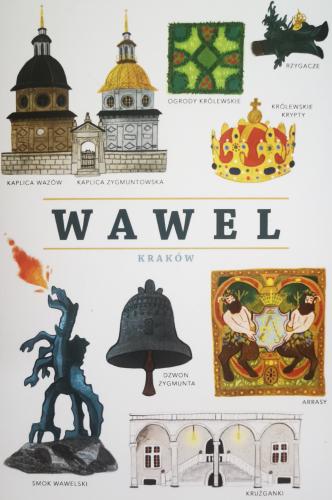 RZYGACZE
OGRODY KRÓLEWSKIE
KRÓLEWSKIE
KRYPTY
KAPLICA WAZÓW
KAPLICA ZYGMUNTOWSKA
WAWEL
KRAKÓW
DZWON
ZYGMUNTA
ARRASY
SMOK WAWELSKI
KRUŻGANKI